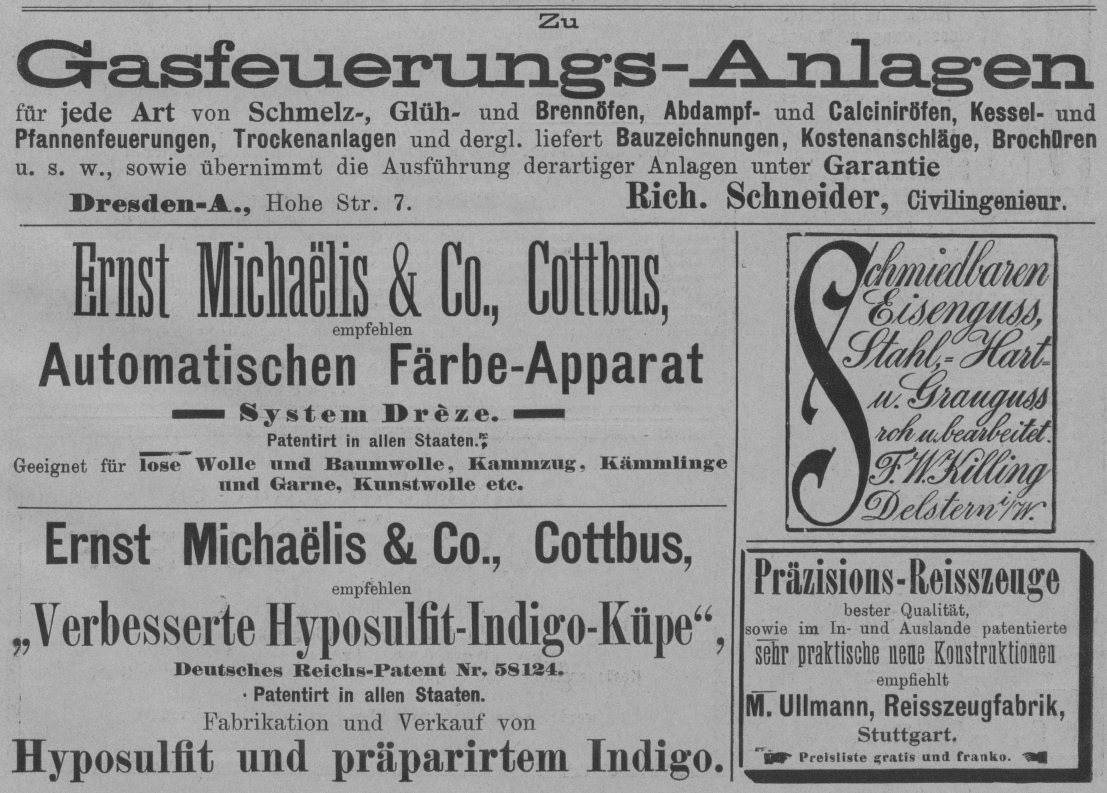 Zu
Gasfeuerungs-Anlagen
für jede Art von Schmelz-, Glüh- und Brennöfen, Abdampf- und Calciniröfen, Kessel- und
Pfannenfeuerungen, Trockenanlagen und dergl. liefert Bauzeichnungen, Kostenanschläge, Brochüren
u. s. w., sowie übernimmt die Ausführung derartiger Anlagen unter Garantie
Dresden-A., Hohe Str. 7. Rich. Schneider, Civilingenieur.
Ernst Michaëlis & Co., Cottbus,
empfehlen
Automatischen Färbe-Apparat
System Drèze.
Patentirt in allen Staaten.
Geeignet für lose Wolle und Baumwolle, Kammzug, Kämmlinge
und Garne, Kunstwolle etc.
Ernst Michaëlis & Co., Cottbus,
empfehlen
„Verbesserte Hyposulfit-Indigo-Küpe“,
Deutsches Reichs-Patent Nr. 58124.
Patentirt in allen Staaten.
Fabrikation und Verkauf von
Hyposulfit und präparirtem Indigo.
Schmiedbaren
Eisenguss,
Stahl,- Hart-
u. Grauguss
roh u. bearbeitet.
F. W. Killing
Delstern i/W.
Präzisions-Reisszeuge
bester Qualität,
sowie im In- und Auslande patentierte
sehr praktische neue Konstruktionen
empfiehlt
M. Ullmann, Reisszeugfabrik,
Stuttgart.
Preisliste gratis und franko.